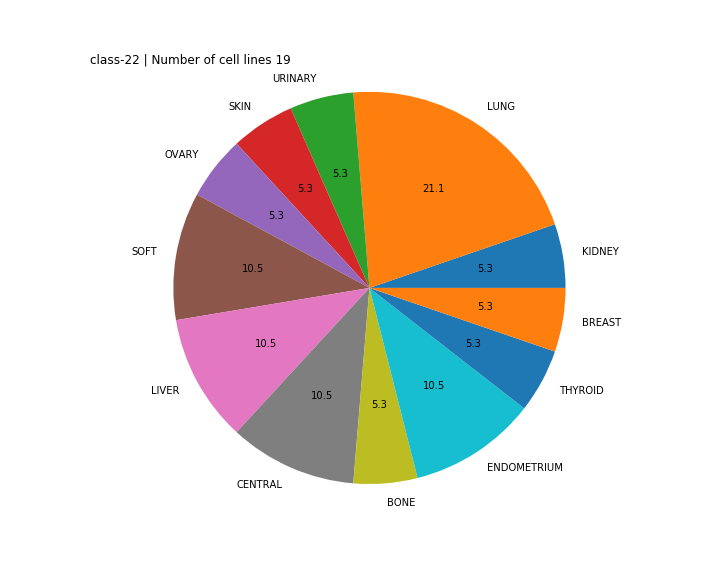 class-22 | Number of cell lines 19
URINARY
LUNG
SKIN
OVARY
5.3
5.3
21.1
5.3
5.3
SOFT
10.5
5.3
KIDNEY
5.3
BREAST
LIVER
10.5
5.3
THYROID
10.5
10.5
5.3
CENTRAL
ENDOMETRIUM
BONE